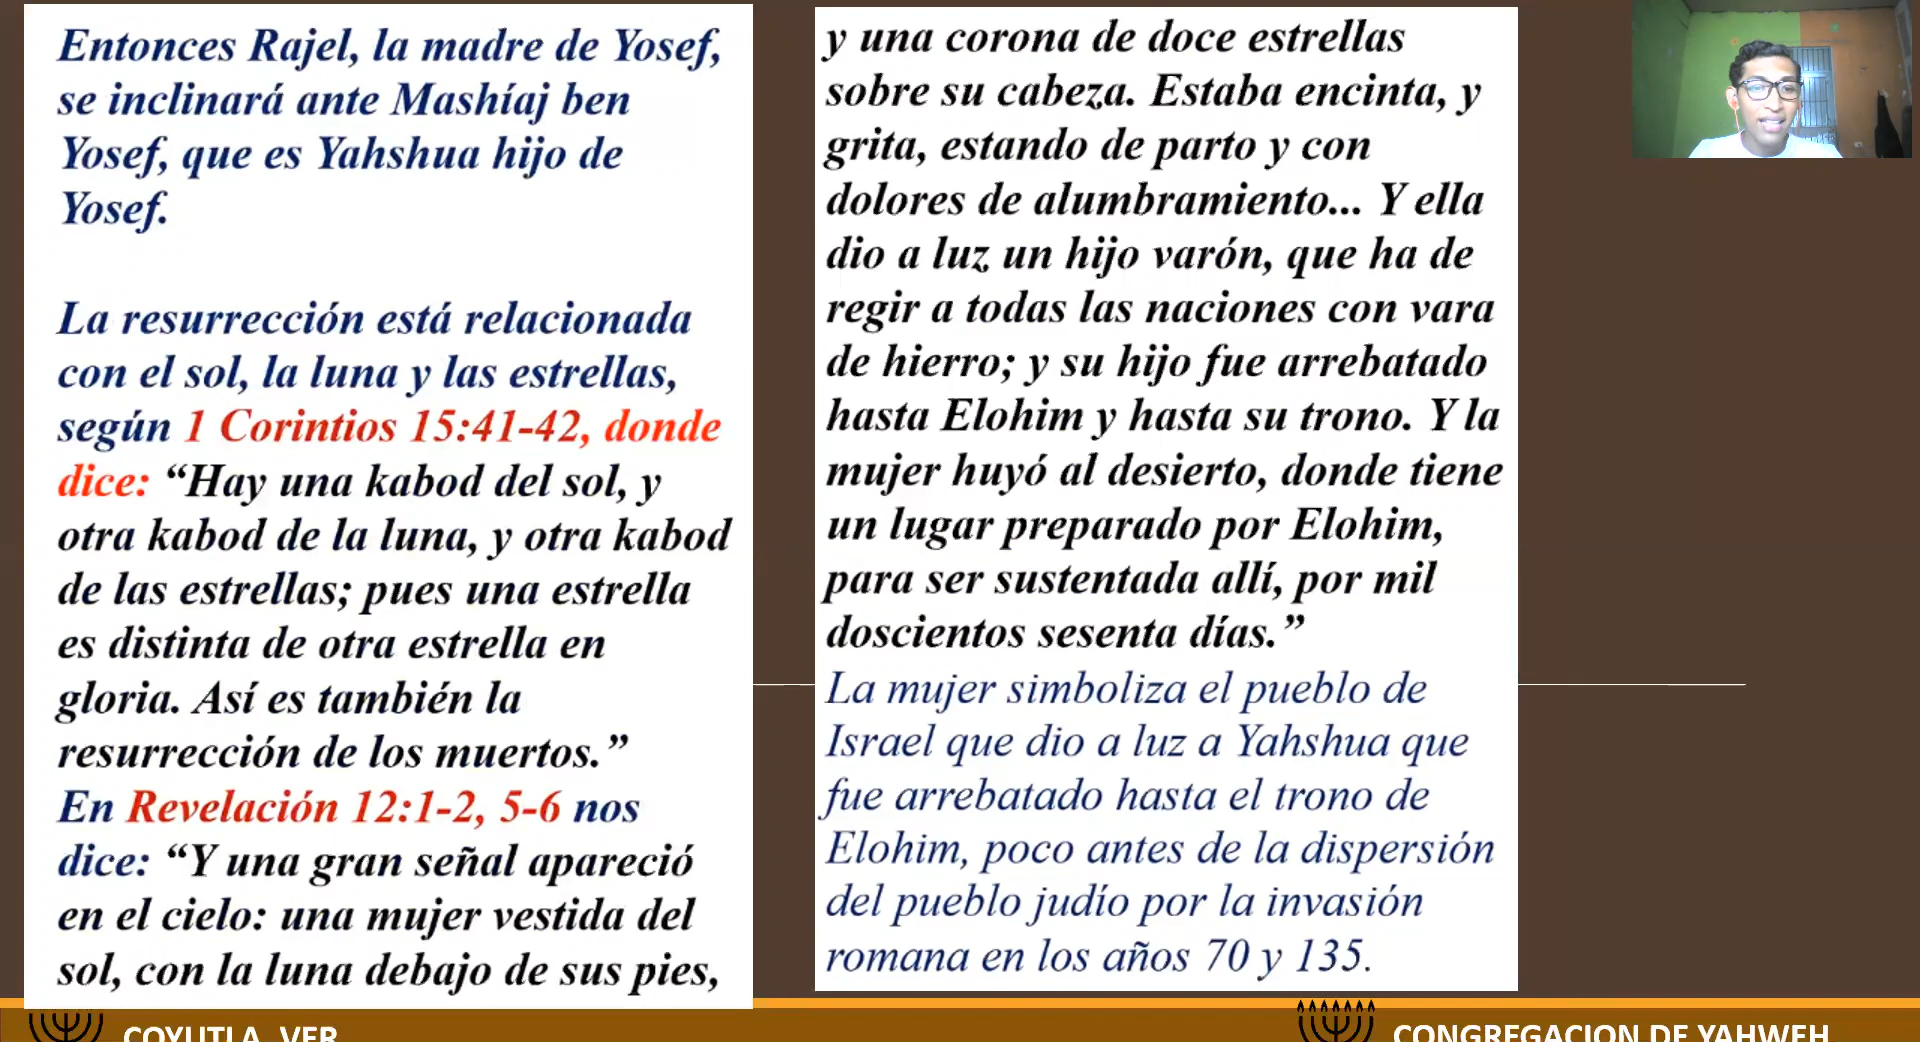 Entonces Rajel, la madre de Yosef,
se inclinará ante Mashíaj ben
Yosef, que es Yahshua hijo de
Yosef.
La resurrección está relacionada
con el sol, la luna y las estrellas,
según 1 Corintios 15:41-42, donde
dice: “Hay una kabod del sol, y
otra kabod de la luna, y otra kabod
de las estrellas; pues una estrella
es distinta de otra estrella en
gloria. Así es también la
resurrección de los muertos.”
En Revelación 12:1-2, 5-6 nos
dice: “Y una gran señal apareció
en el cielo: una mujer vestida del
sol, con la luna debajo de sus pies,
y una corona de doce estrellas
sobre su cabeza. Estaba encinta, y
grita, estando de parto y con
dolores de alumbramiento... Y ella
dio a luz un hijo varón, que ha de
regir a todas las naciones con vara
de hierro; y su hijo fue arrebatado
hasta Elohim y hasta su trono. Y la
mujer huyó al desierto, donde tiene
un lugar preparado por Elohim,
para ser sustentada allí, por mil
doscientos sesenta días.”
La mujer simboliza el pueblo de
Israel que dio a luz a Yahshua que
fue arrebatado hasta el trono de
Elohim, poco antes de la dispersión
del pueblo judío por la invasión
romana en los años 70 y 135.
COYUTLA, VER
CONGREGACION DE YAHWEH